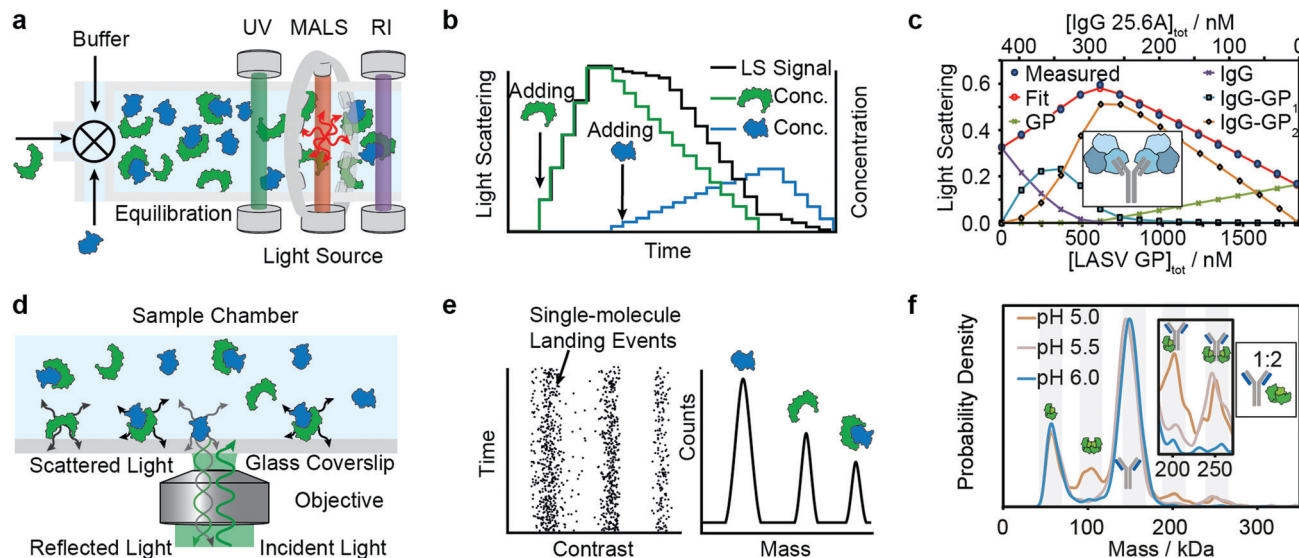 a
Buffer
UV MALS RI
Equilibration
Light Source
b
Light Scattering
Adding
Adding
LS Signal
Conc.
Conc.
Concentration
Time
c
[IgG 25.6A]tot / nM
400 300 200 100 0
Light Scattering
0.6
0.4
0.2
0.0
Measured
Fit
GP
IgG
IgG-GP1
IgG-GP2
0 500 1000 1500
[LASV GP]tot / nM
d
Sample Chamber
Scattered Light
Glass Coverslip
Objective
Reflected Light
Incident Light
e
Single-molecule
Landing Events
Time
Contrast
Counts
Mass
f
Probability Density
pH 5.0
pH 5.5
pH 6.0
200 250
1:2
0 100 200 300
Mass / kDa